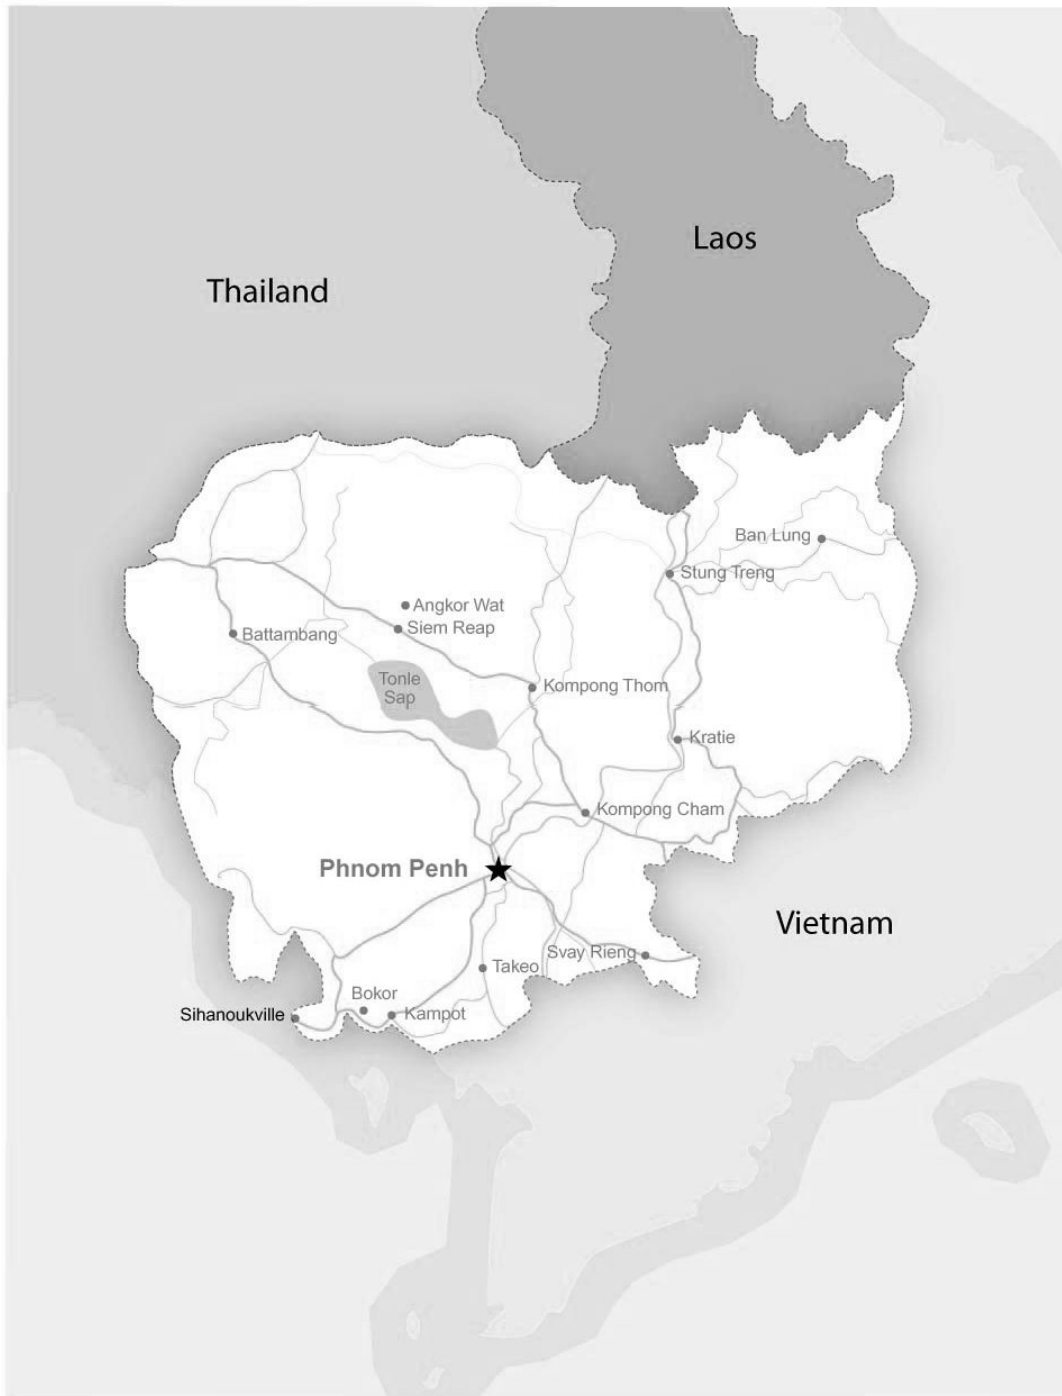 Laos
Thailand
Ban Lung
Stung Treng
Angkor Wat
Siem Reap
Battambang
Tonle
Sap
Kompong Thom
Kratie
Kompong Cham
Phnom Penh
Vietnam
Svay Rieng
Takeo
Bokor
Sihanoukville
Kampot